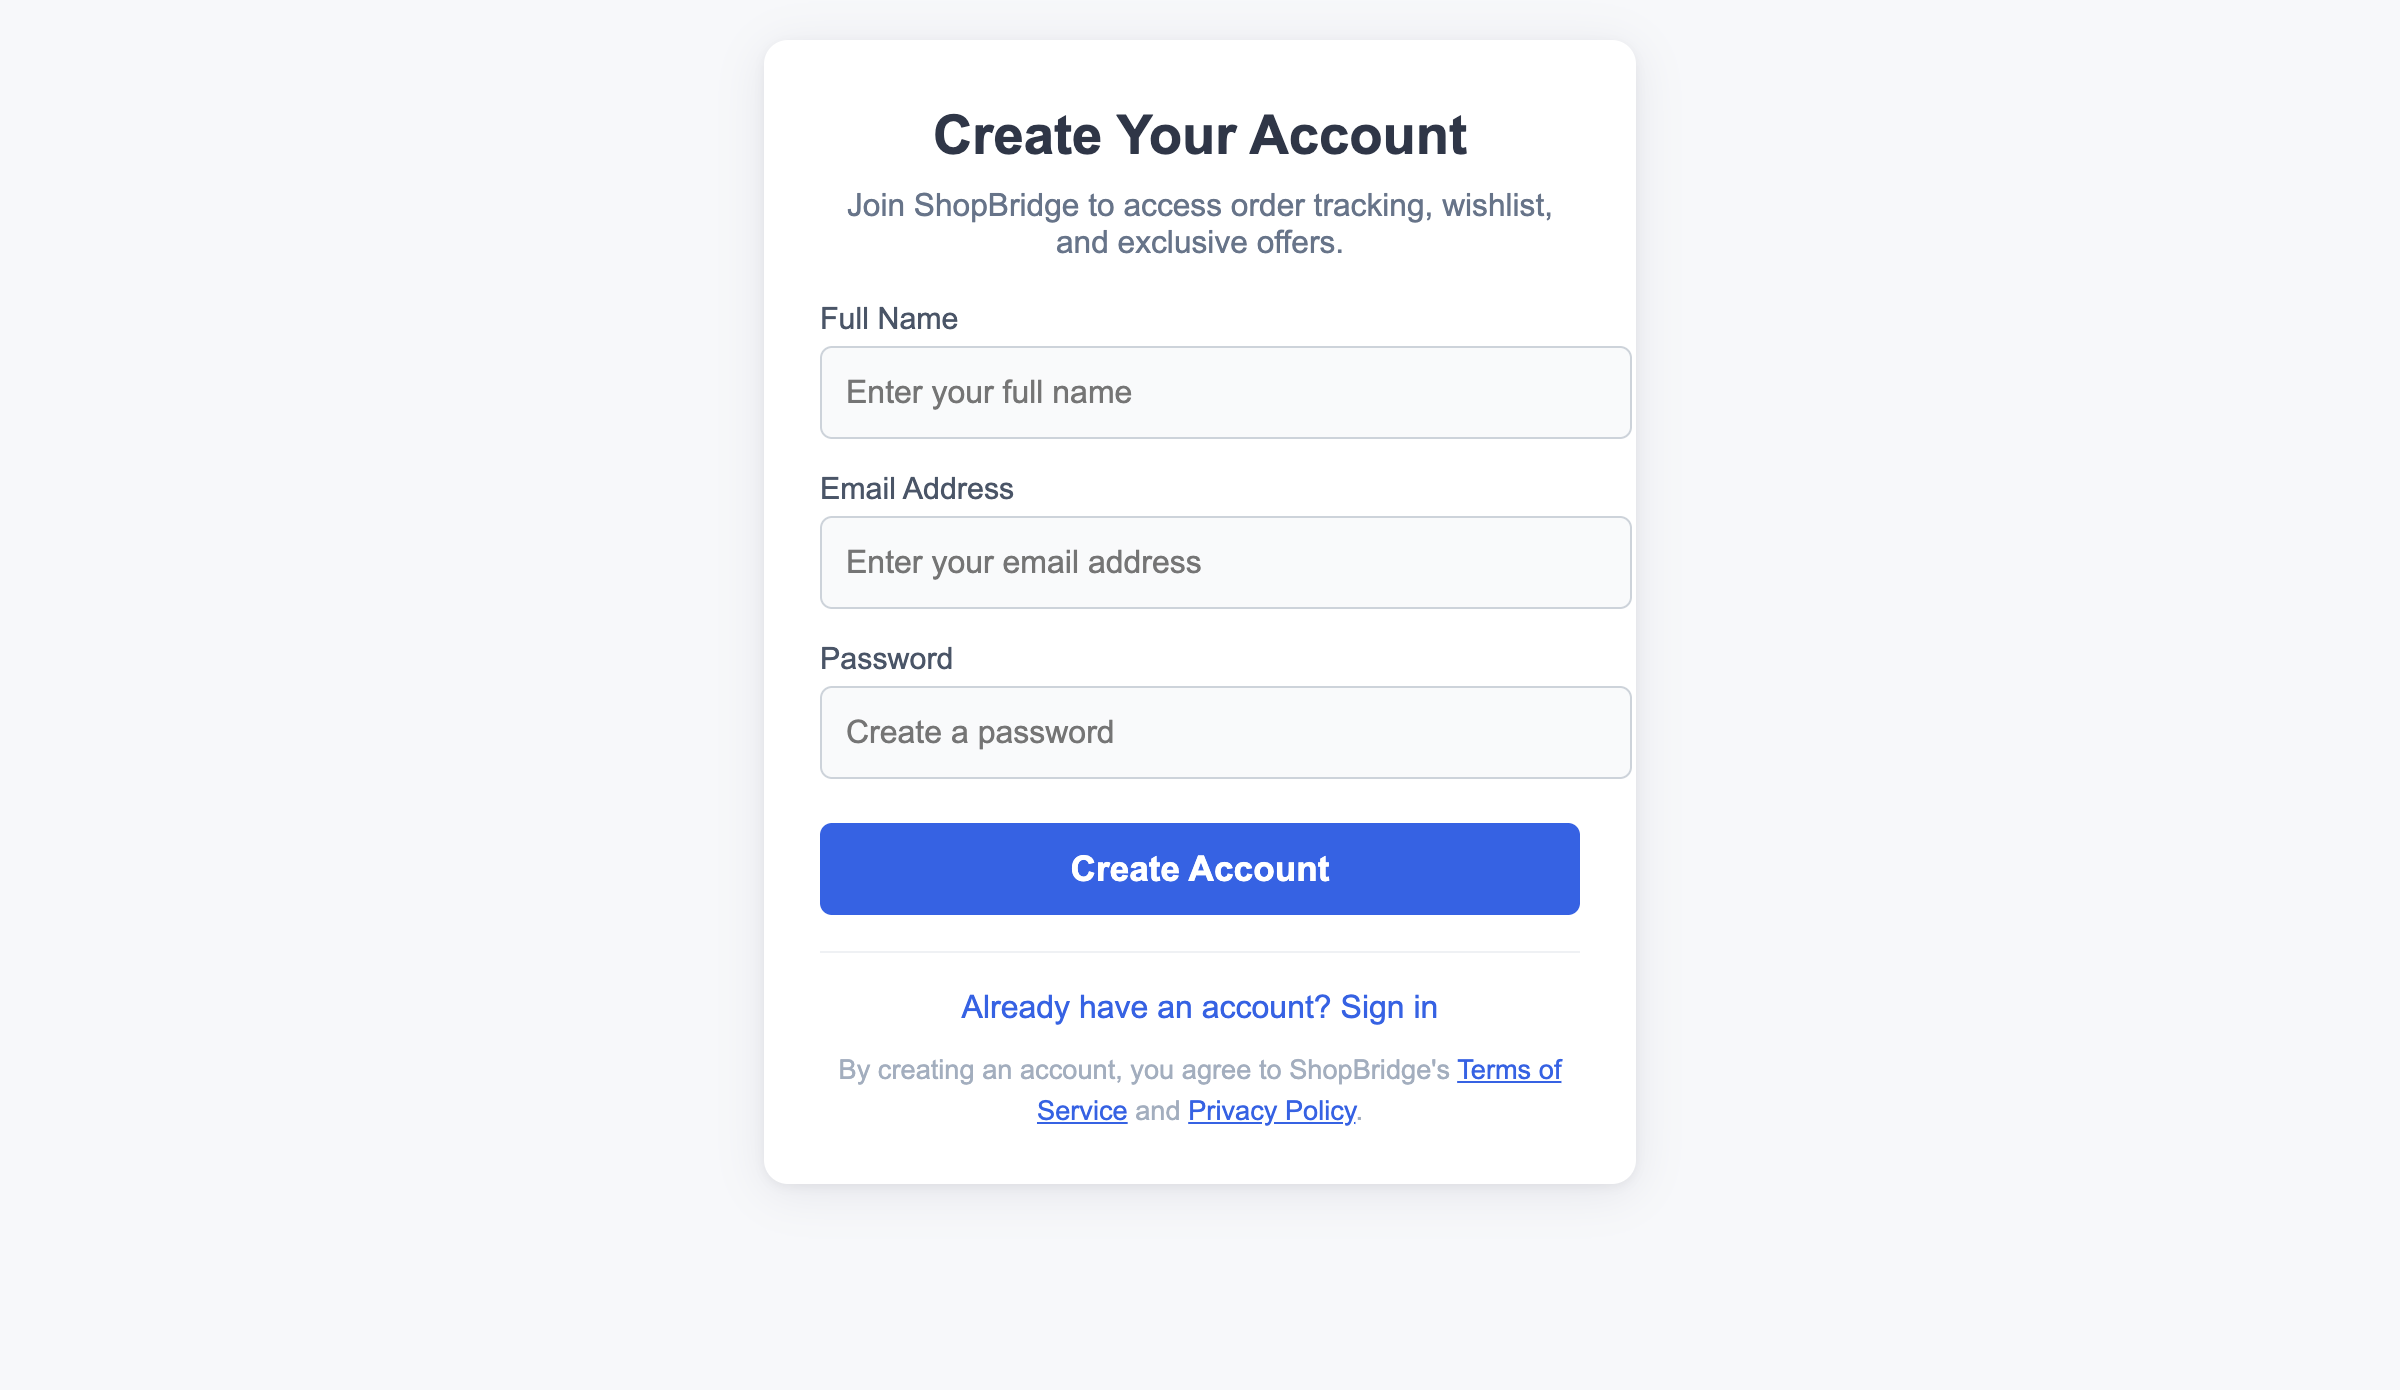 Create Your Account
Join ShopBridge to access order tracking, wishlist,
and exclusive offers.
Full Name
Enter your full name
Email Address
Enter your email address
Password
Create a password
Create Account
Already have an account? Sign in
By creating an account, you agree to ShopBridge's Terms of
Service and Privacy Policy.